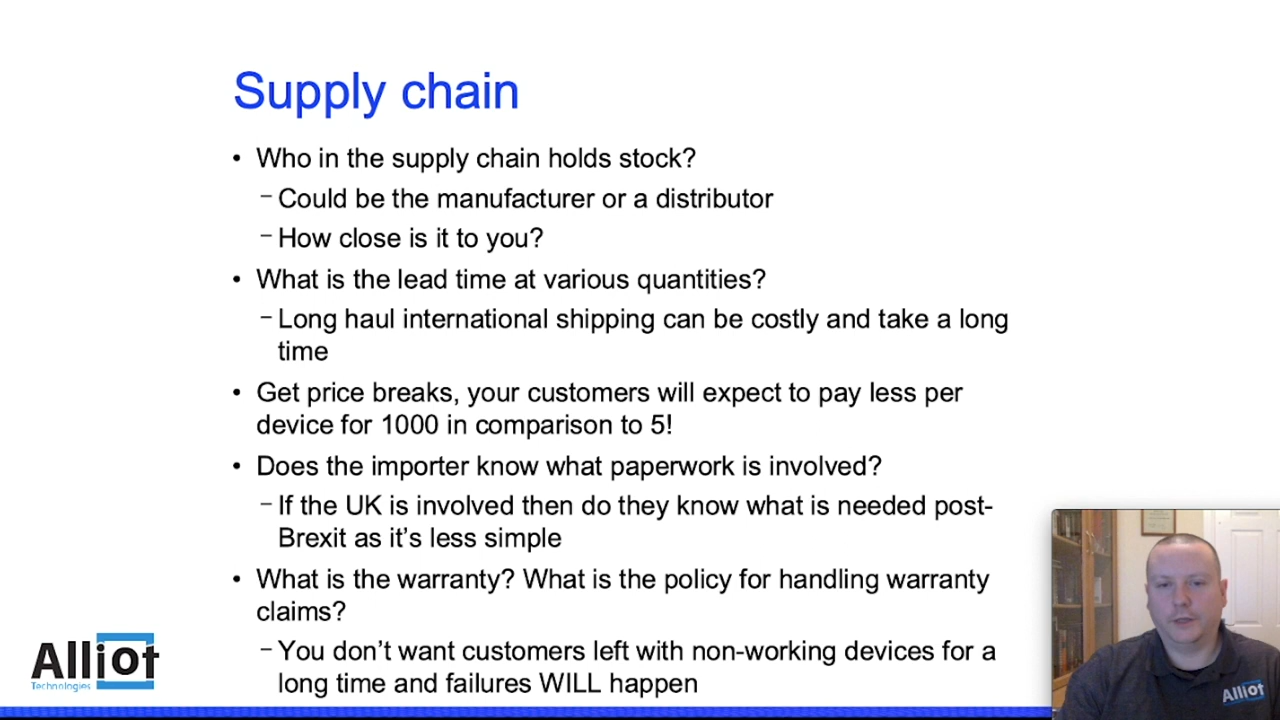 Supply chain
• Who in the supply chain holds stock?
– Could be the manufacturer or a distributor
– How close is it to you?
• What is the lead time at various quantities?
– Long haul international shipping can be costly and take a long
time
• Get price breaks, your customers will expect to pay less per
device for 1000 in comparison to 5!
• Does the importer know what paperwork is involved?
– If the UK is involved then do they know what is needed post-
Brexit as it’s less simple
• What is the warranty? What is the policy for handling warranty
claims?
– You don’t want customers left with non-working devices for a
long time and failures WILL happen
Alliot
Technologies
Alliot